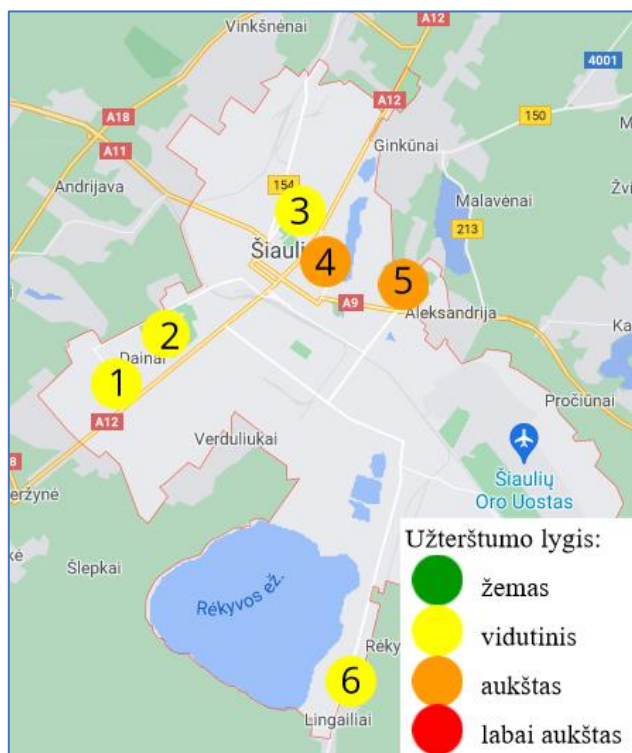 Vinkšnėnai
A12
4001
A12
A18
150
Ginkūnai
A11
Andrijava
154
Malavėnai
3
213
Šiauli
4
5
A9
Aleksandrija
2
Dainai
1
A12
Pročiūnai
Verduliukai
Šiaulių
Oro Uostas
Šlepkai
Rėkyvos ež.
6
Lingailiai
Užterštumo lygis:
žemas
vidutinis
aukštas
labai aukštas